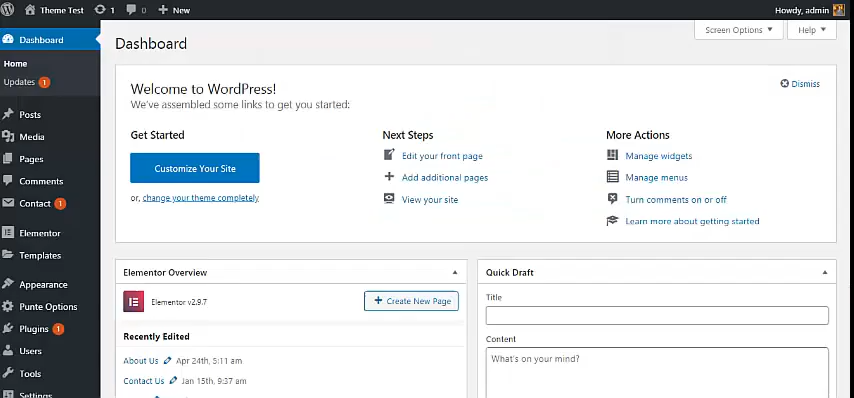 Theme Test 1 0 New Howdy, admin
Dashboard
Home
Updates 1
Posts
Media
Pages
Comments
Contact 1
Elementor
Templates
Appearance
Punte Options
Plugins 1
Users
Tools
Settings
Screen Options Help
Dashboard
Welcome to WordPress!
Dismiss
We've assembled some links to get you started:
Get Started
Customize Your Site
or, change your theme completely
Next Steps
Edit your front page
Add additional pages
View your site
More Actions
Manage widgets
Manage menus
Turn comments on or off
Learn more about getting started
Elementor Overview
Elementor v2.9.7
Create New Page
Recently Edited
About Us Apr 24th, 5:11 am
Contact Us Jan 15th, 9:37 am
Quick Draft
Title
Content
What's on your mind?